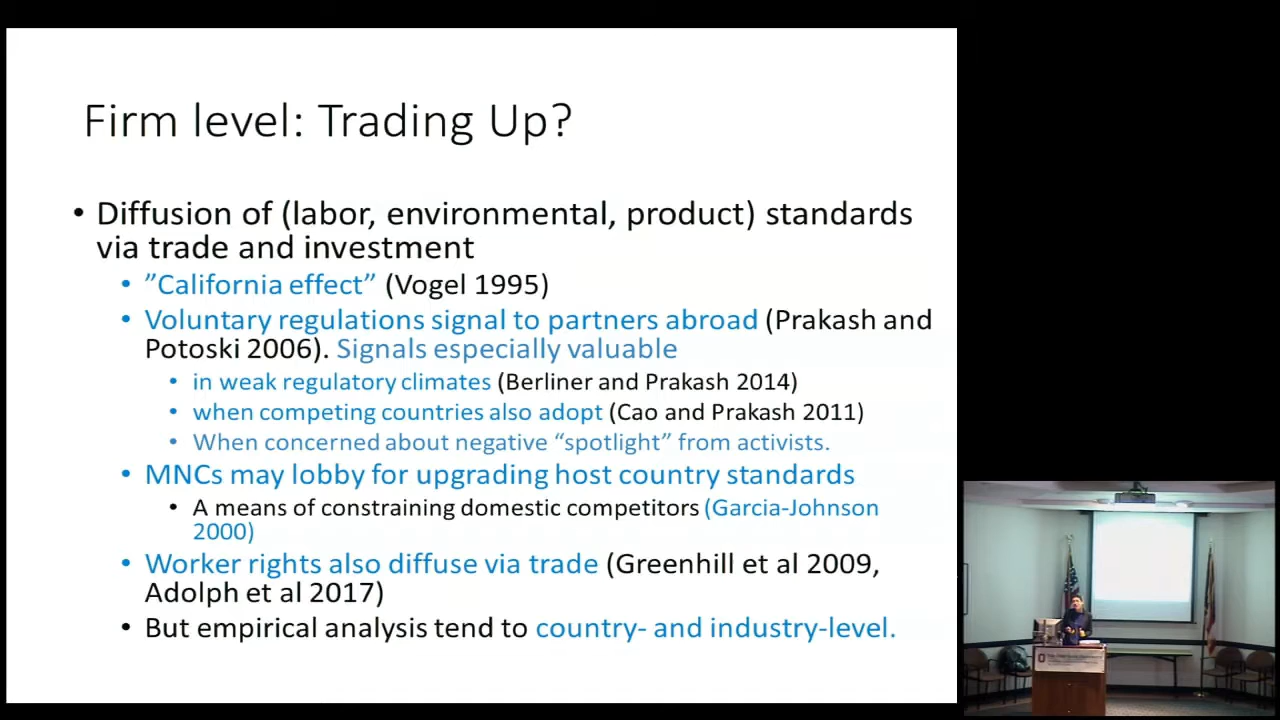 Firm level: Trading Up?
• Diffusion of (labor, environmental, product) standards
via trade and investment
• ”California effect” (Vogel 1995)
• Voluntary regulations signal to partners abroad (Prakash and
Potoski 2006). Signals especially valuable
• in weak regulatory climates (Berliner and Prakash 2014)
• when competing countries also adopt (Cao and Prakash 2011)
• When concerned about negative “spotlight” from activists.
• MNCs may lobby for upgrading host country standards
• A means of constraining domestic competitors (Garcia-Johnson
2000)
• Worker rights also diffuse via trade (Greenhill et al 2009,
Adolph et al 2017)
• But empirical analysis tend to country- and industry-level.